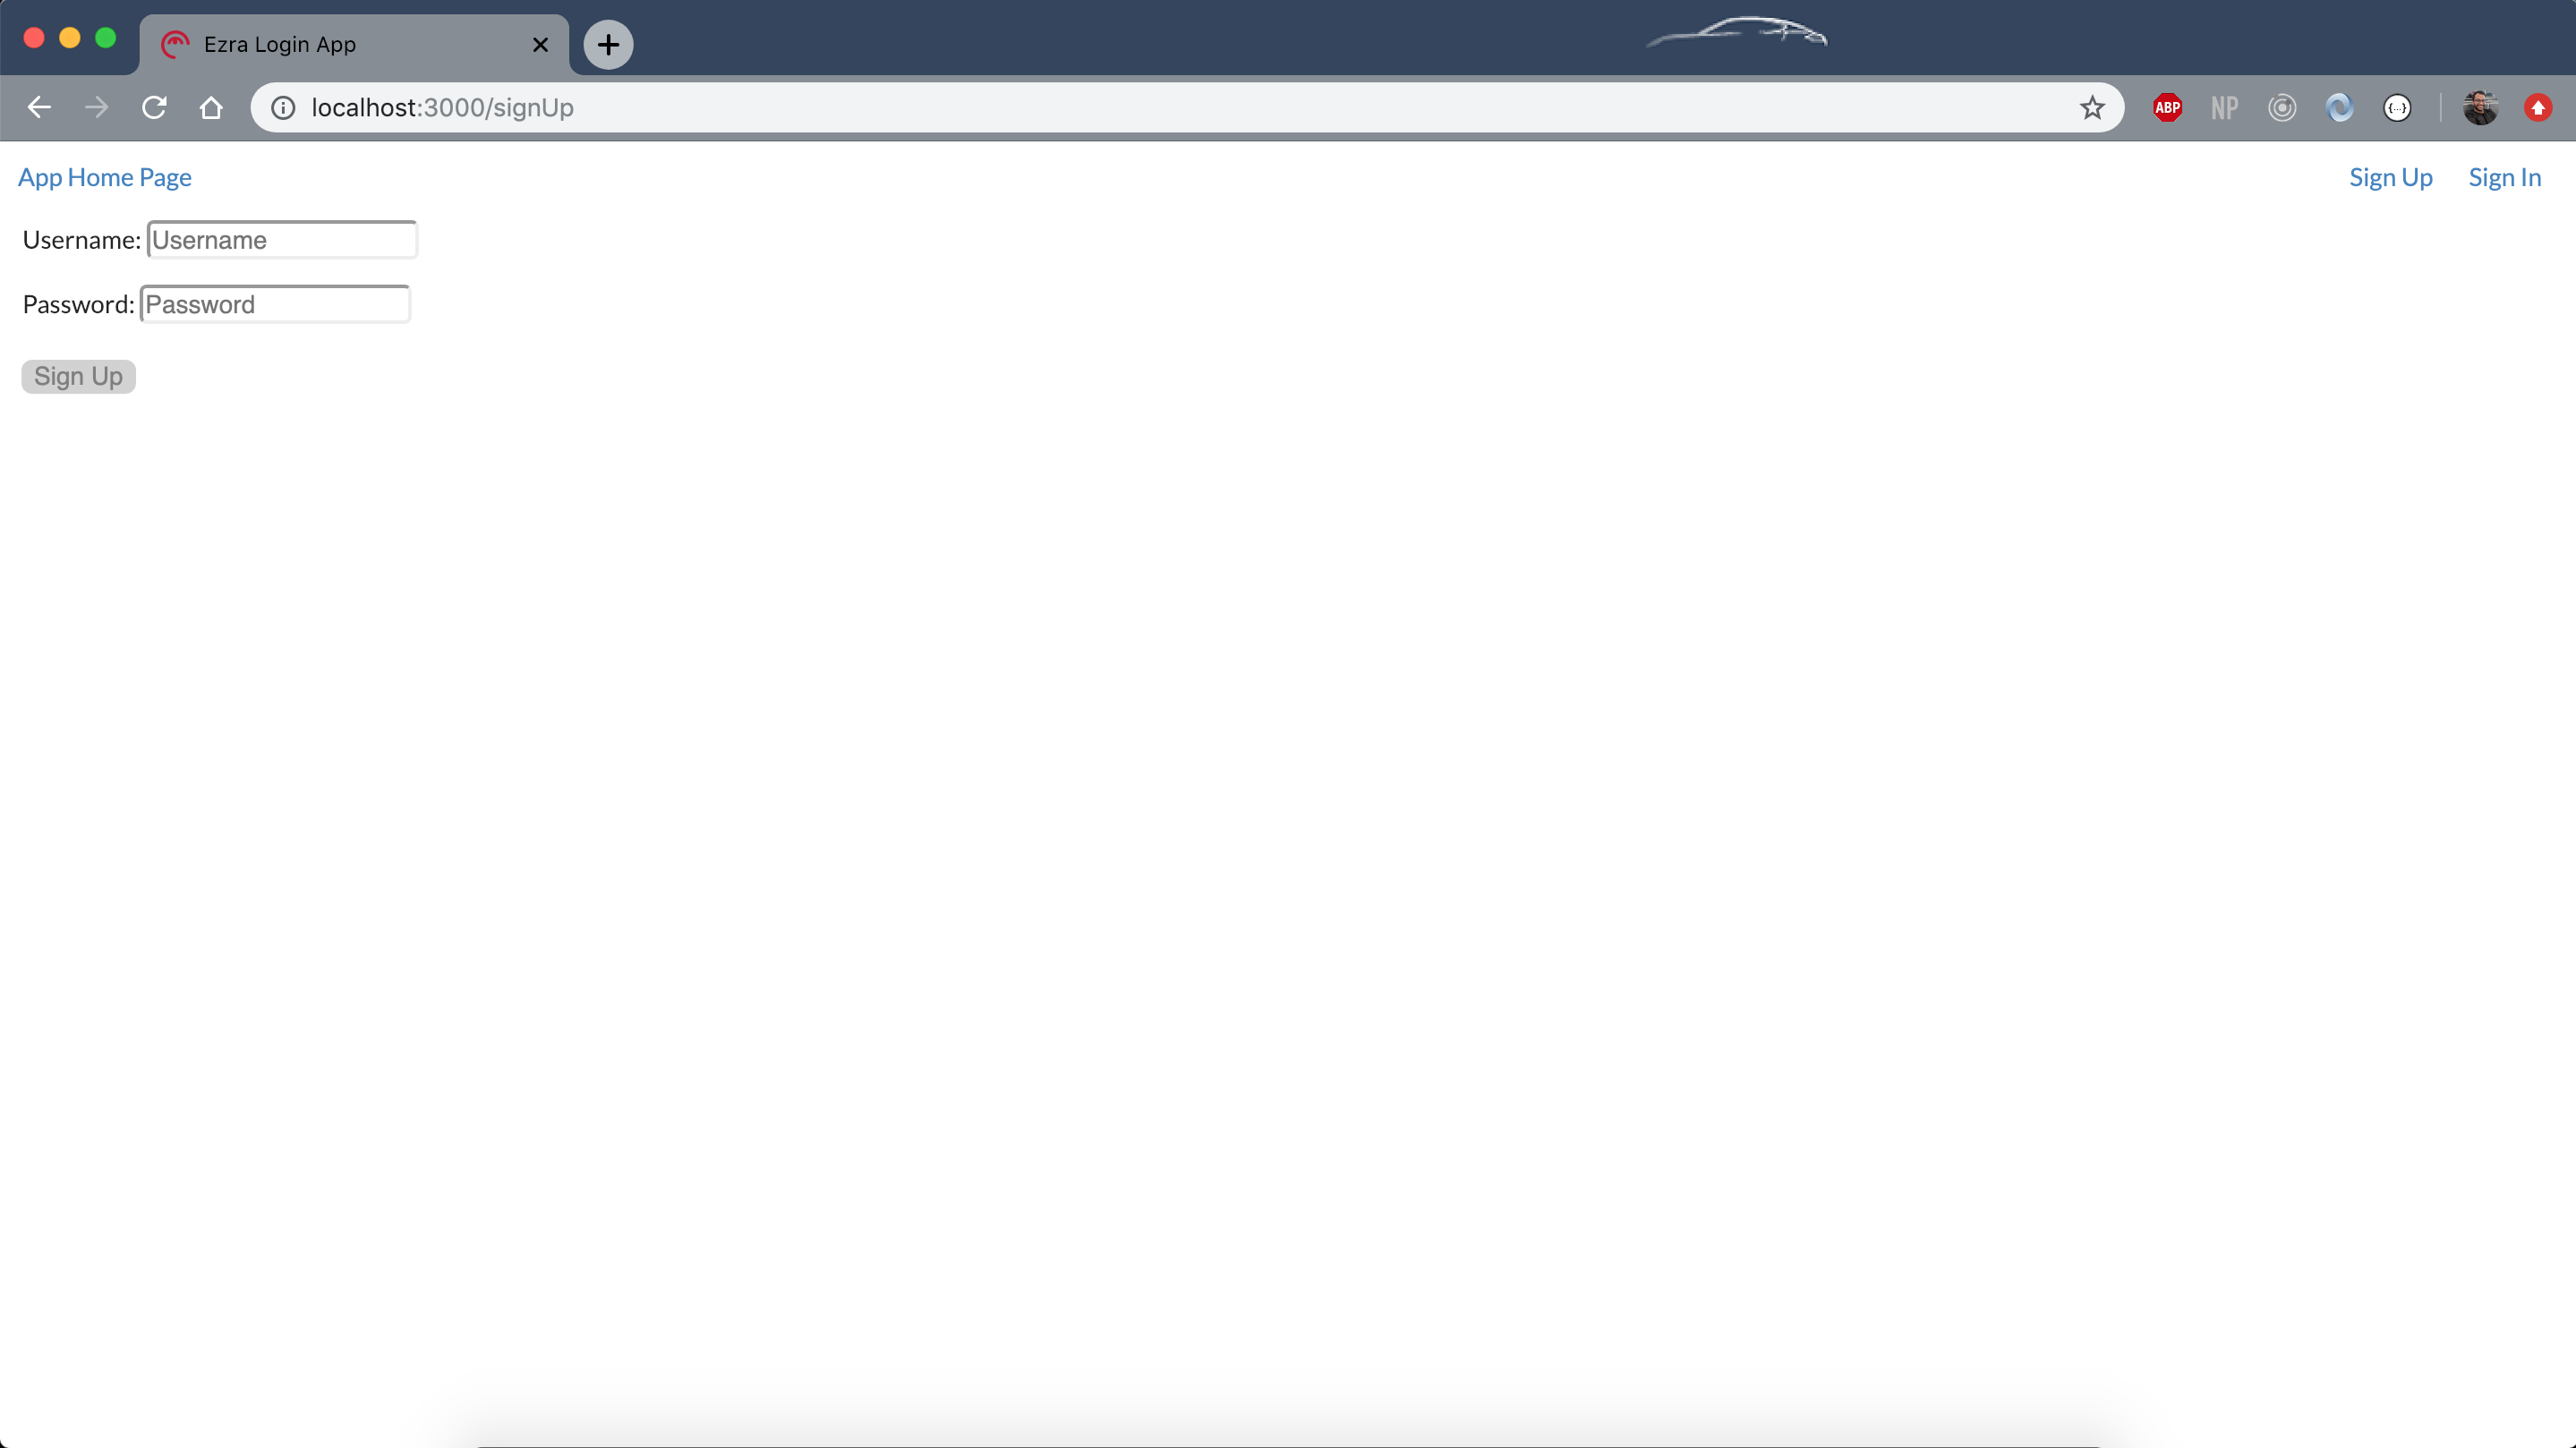 Ezra Login App
localhost:3000/signUp
ABP NP {...}
App Home Page Sign Up Sign In
Username: Username
Password: Password
Sign Up